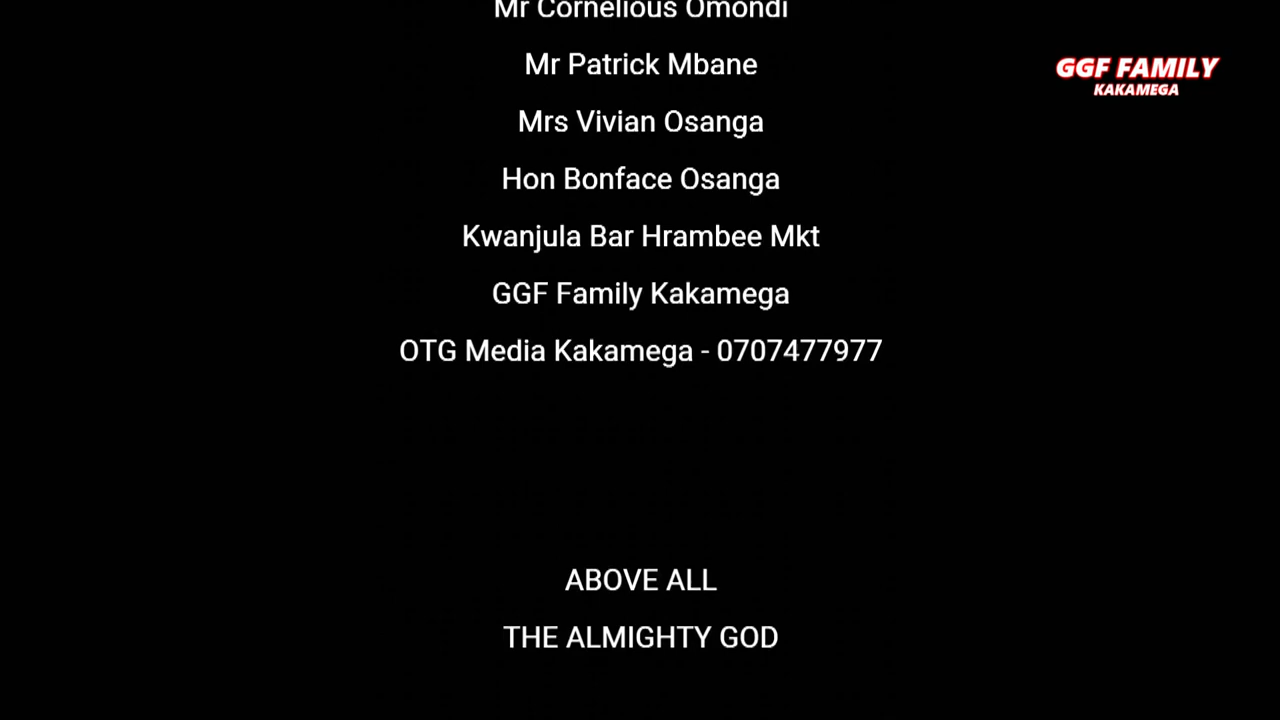 Mr Cornelious Omondi
Mr Patrick Mbane
GGF FAMILY
KAKAMEGA
Mrs Vivian Osanga
Hon Bonface Osanga
Kwanjula Bar Hrambee Mkt
GGF Family Kakamega
OTG Media Kakamega - 0707477977
ABOVE ALL
THE ALMIGHTY GOD